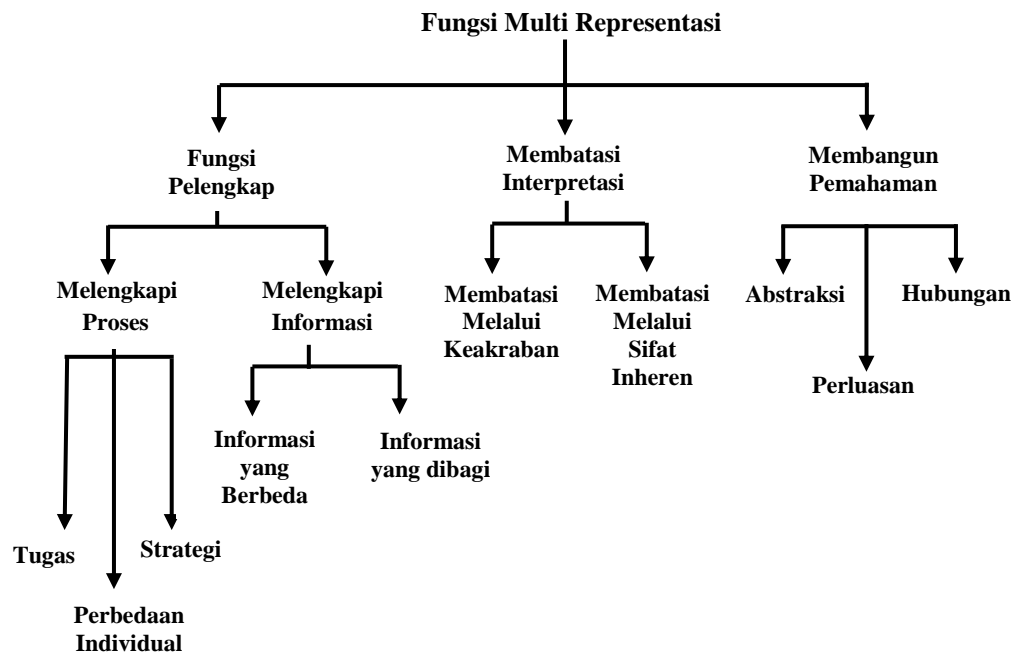 Fungsi Multi Representasi
Fungsi
Pelengkap
Membatasi
Interpretasi
Membangun
Pemahaman
Melengkapi
Proses
Melengkapi
Informasi
Membatasi
Melalui
Keakraban
Membatasi
Melalui
Sifat
Inheren
Abstraksi
Hubungan
Perluasan
Informasi
yang
Berbeda
Informasi
yang dibagi
Tugas
Strategi
Perbedaan
Individual